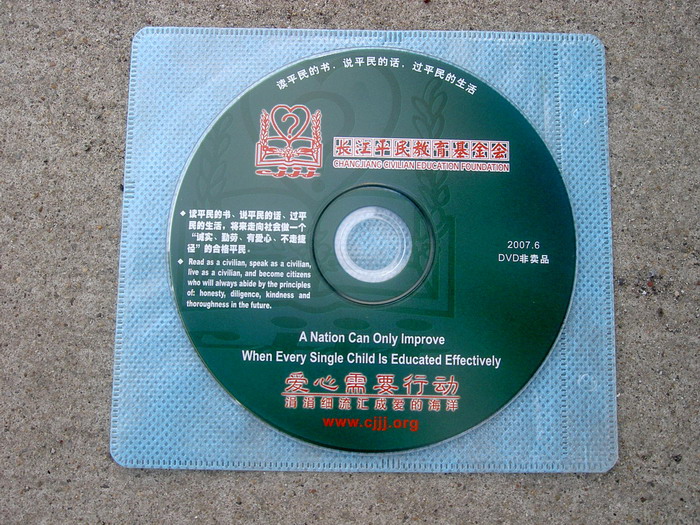 读平民的书．说平民的话．过平民的生活
?
长江平民教育基金会
CHANGJIANG CIVILIAN EDUCATION FOUNDATION
◆ 读平民的书、说平民的话、过平
民的生活，将来走向社会做一个
“诚实、勤劳、有爱心、不走捷
径”的合格平民。
◆ Read as a civilian, speak as a civilian,
live as a civilian, and become citizens
who will always abide by the principles
of: honesty, diligence, kindness and
thoroughness in the future.
2007.6
DVD非卖品
A Nation Can Only Improve
When Every Single Child Is Educated Effectively
爱心需要行动
涓涓细流汇成爱的海洋
www.cjjj.org